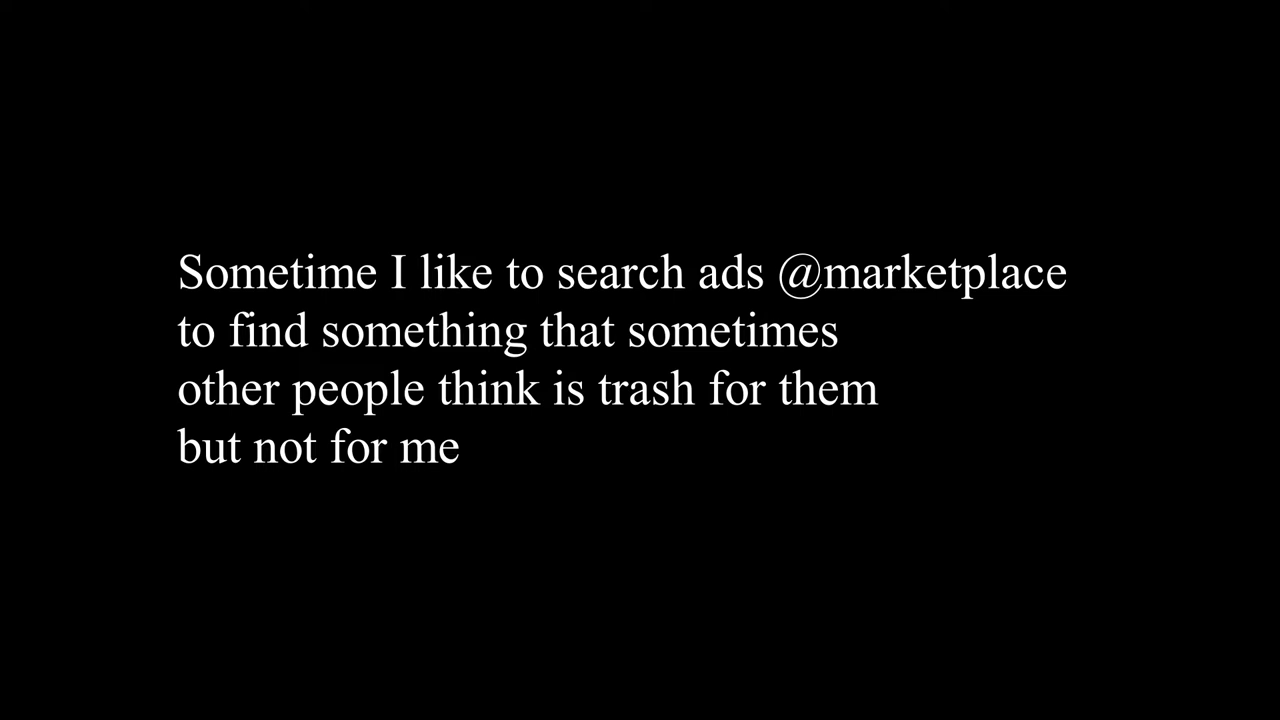 Sometime I like to search ads @marketplace
to find something that sometimes
other people think is trash for them
but not for me